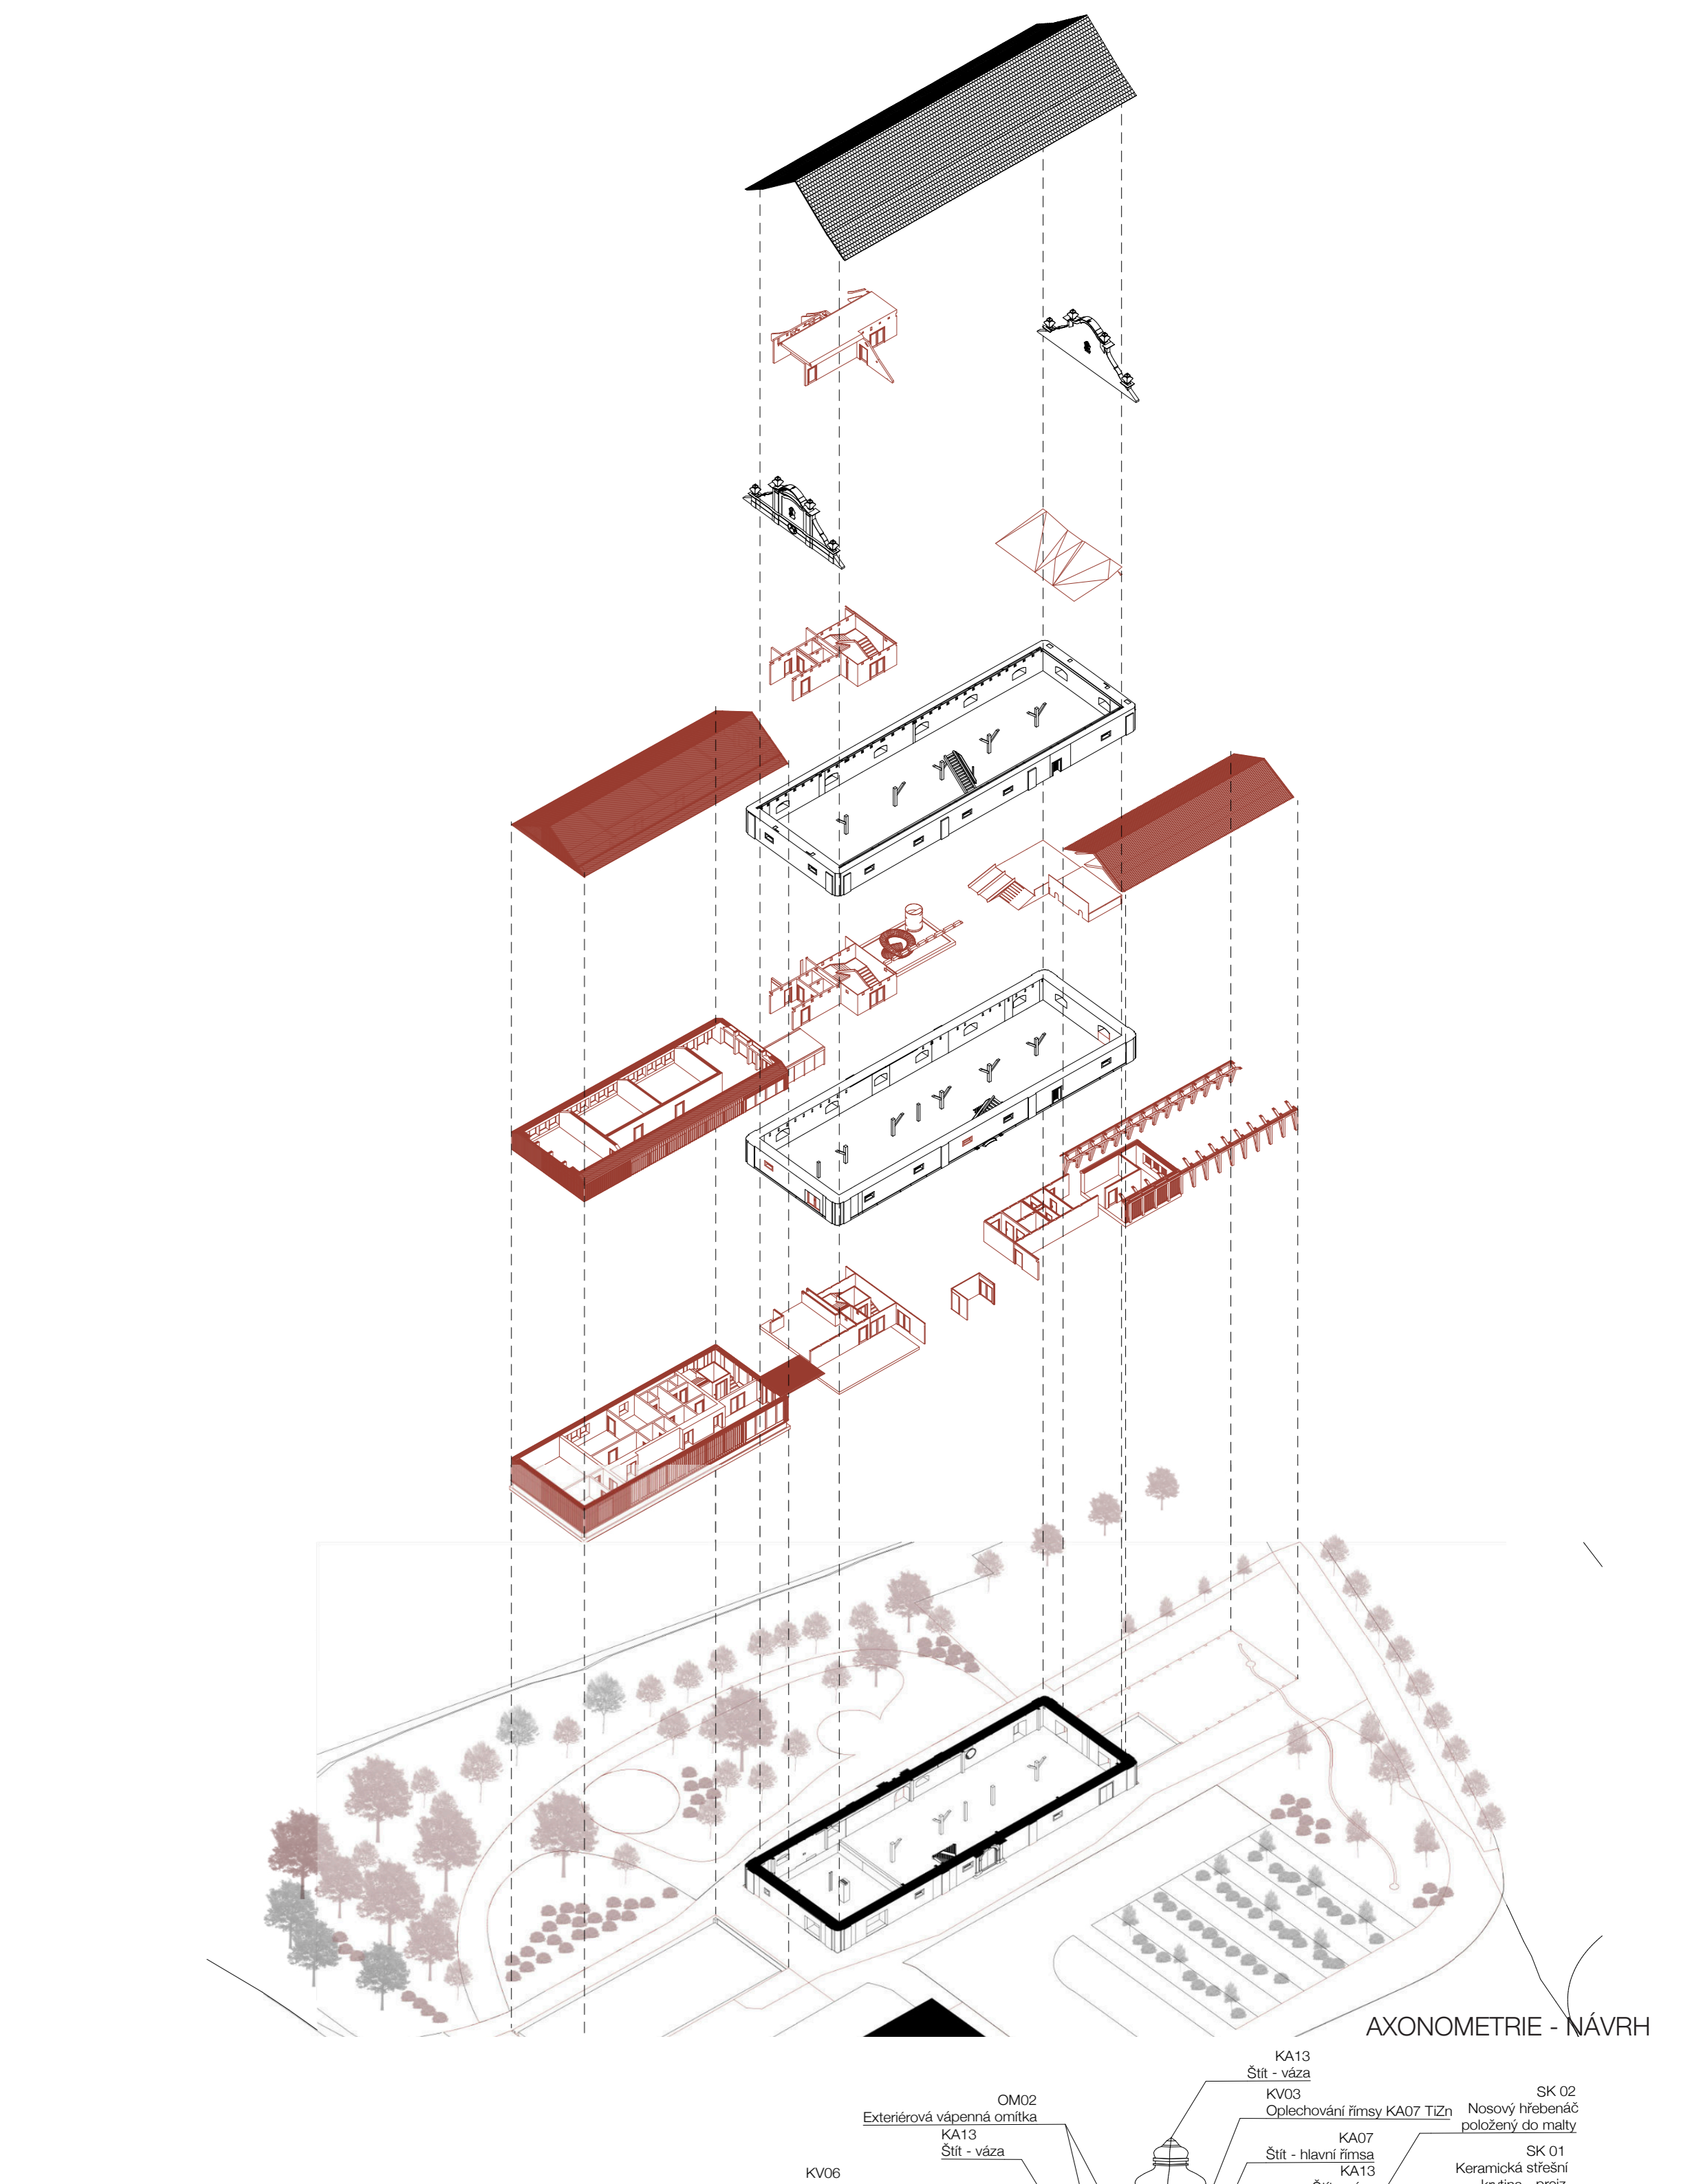 AXONOMETRIE - NÁVRH
KA13
Štít - váza
OM02
Exteriérová vápenná omítka
KV03
Oplechování římsy KA07 TiZn
SK 02
Nosový hřebenáč
položený do malty
KA13
Štít - váza
KA07
Štít - hlavní římsa
SK 01
Keramická střešní
KV06
KA13